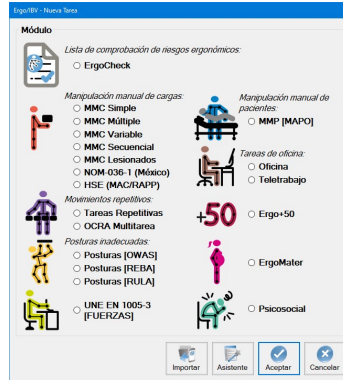 Ergo/IBV - Nueva Tarea
Módulo
Lista de comprobación de riesgos ergonómicos:
ErgoCheck
Manipulación manual de cargas:
MMC Simple
MMC Múltiple
MMC Variable
MMC Secuencial
MMC Lesionados
NOM-036-1 (México)
HSE (MAC/RAPP)
Movimientos repetitivos:
Tareas Repetitivas
OCRA Multitarea
Posturas inadecuadas:
Posturas [OWAS]
Posturas [REBA]
Posturas [RULA]
UNE EN 1005-3
[FUERZAS]
Manipulación manual de
pacientes:
MMP [MAPO]
Tareas de oficina:
Oficina
Teletrabajo
+50
Ergo+50
ErgoMater
Psicosocial
Importar
Asistente
Aceptar
Cancelar